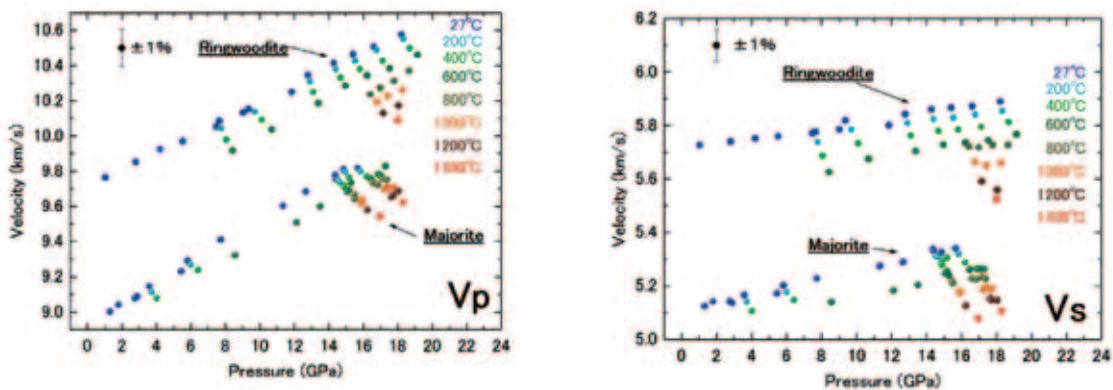 10.6
10.4
10.2
10.0
9.8
9.6
9.4
9.2
9.0
Velocity (km/s)
±1%
Ringwoodite
27°C
200°C
400°C
600°C
800°C
1200°C
Majorite
Vp
0 2 4 6 8 10 12 14 16 18 20 22 24
Pressure (GPa)
6.2
6.0
5.8
5.6
5.4
5.2
5.0
Velocity (km/s)
±1%
Ringwoodite
27°C
200°C
400°C
600°C
800°C
1200°C
Majorite
Vs
0 2 4 6 8 10 12 14 16 18 20 22 24
Pressure (GPa)